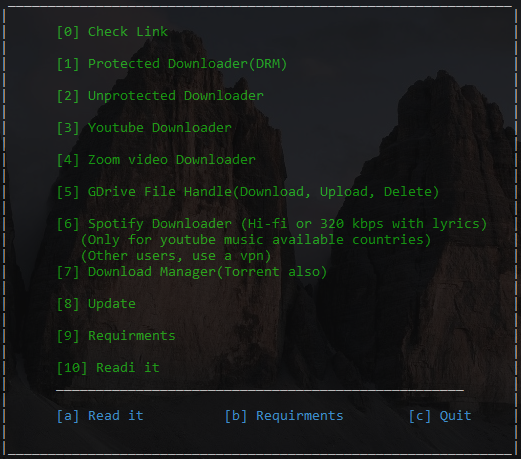 [0] Check Link
[1] Protected Downloader(DRM)
[2] Unprotected Downloader
[3] Youtube Downloader
[4] Zoom video Downloader
[5] GDrive File Handle(Download, Upload, Delete)
[6] Spotify Downloader (Hi-fi or 320 kbps with lyrics)
(Only for youtube music available countries)
(Other users, use a vpn)
[7] Download Manager(Torrent also)
[8] Update
[9] Requirments
[10] Readi it
[a] Read it [b] Requirments [c] Quit